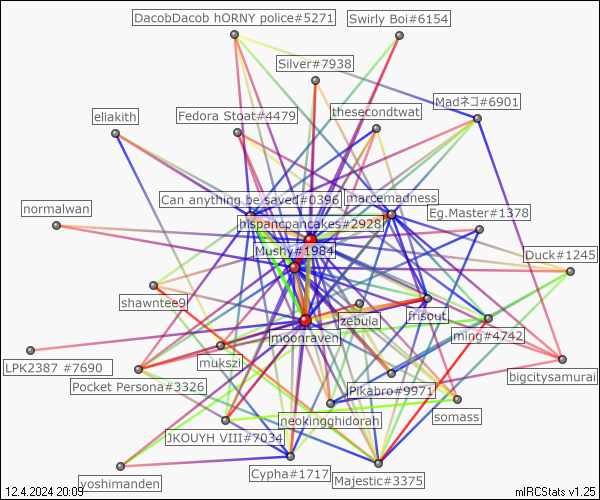 DacobDacob hORNY police#5271
Swirly Boi#6154
Silver#7938
Madネコ#6901
eliakith
Fedora Stoat#4479
thesecondtwat
Can anything be saved#0396
marcemadness
normalwan
hispancpancakes#2928
Eg.Master#1378
Mushy#1984
Duck#1245
shawntee9
zebula
frisout
moonraven
ming#4742
LPK2387 #7690
mukszi
Pocket Persona#3326
Pikabro#9971
bigcitysamurai
JKOUYH VIII#7034
neokingghidorah
somass
yoshimanden
Cypha#1717
Majestic#3375
12.4.2024 20:09
mIRCStats v1.25